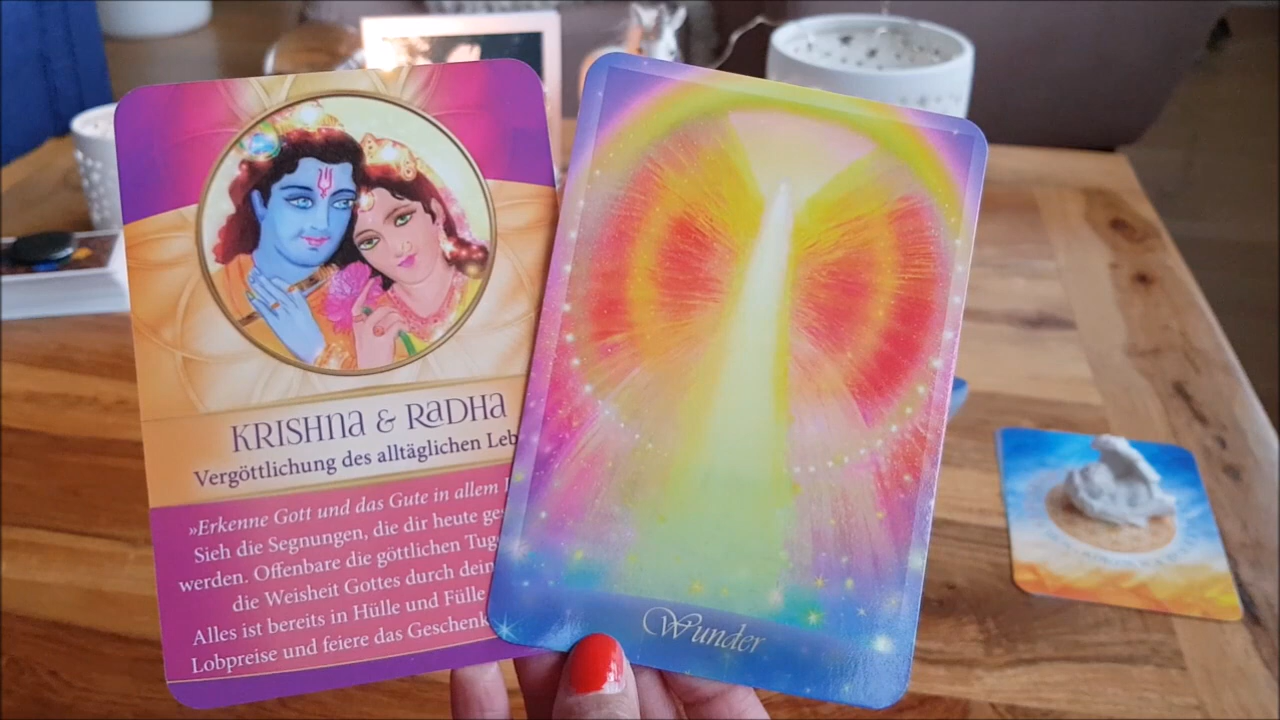 KRISHNA & RADHA
Vergöttlichung des alltäglichen Leb
»Erkenne Gott und das Gute in allem
Sieh die Segnungen, die dir heute ge
werden. Offenbare die göttlichen Tug
die Weisheit Gottes durch dein
Alles ist bereits in Hülle und Fülle
Lobpreise und feiere das Geschenk
Wunder